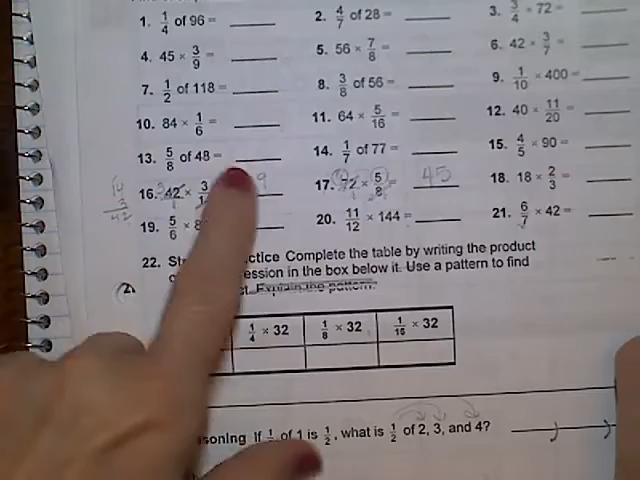 1. 1/4 of 96 = 2. 4/7 of 28 = 3. 3/4 × 72 =
4. 45 × 3/9 = 5. 56 × 7/8 = 6. 42 × 3/7 =
7. 1/2 of 118 = 8. 3/8 of 56 = 9. 1/10 × 400 =
10. 84 × 1/6 = 11. 64 × 5/16 = 12. 40 × 11/20 =
13. 5/8 of 48 = 14. 1/7 of 77 = 15. 4/5 × 90 =
16. 42 × 9 17. 72 × 5/8 = 45 18. 18 × 2/3 =
14
3
42
19. 5/6 × 20. 11/12 × 144 = 21. 6/7 × 42 =
22. Complete the table by writing the product
in the box below it. Use a pattern to find
Explain the pattern.
1/4 × 32 1/8 × 32 1/16 × 32
If of 1 is 1/2, what is 1/2 of 2, 3, and 4?